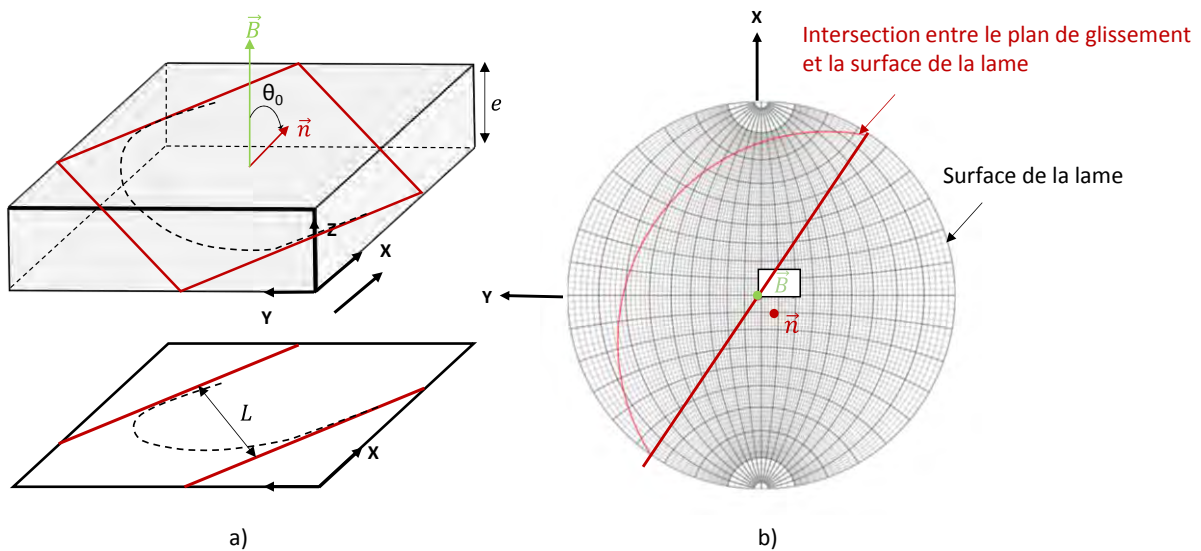 B⃗
θ₀
n⃗
e
Z
X
Y
L
X
a)
X
Intersection entre le plan de glissement
et la surface de la lame
Surface de la lame
Y
B⃗
n⃗
b)